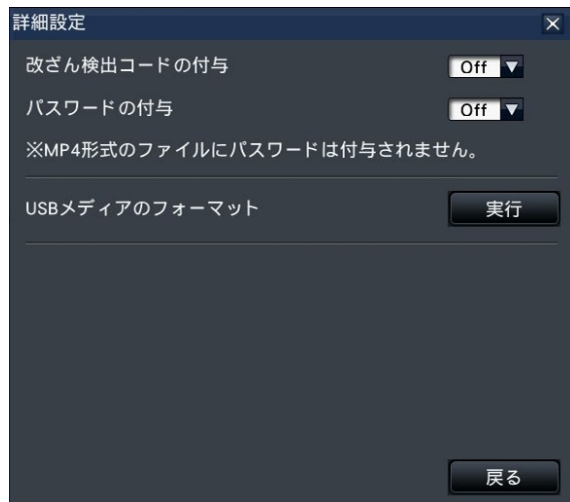 詳細設定
改ざん検出コードの付与 Off
パスワードの付与 Off
※MP4形式のファイルにパスワードは付与されません。
USBメディアのフォーマット 実行
戻る